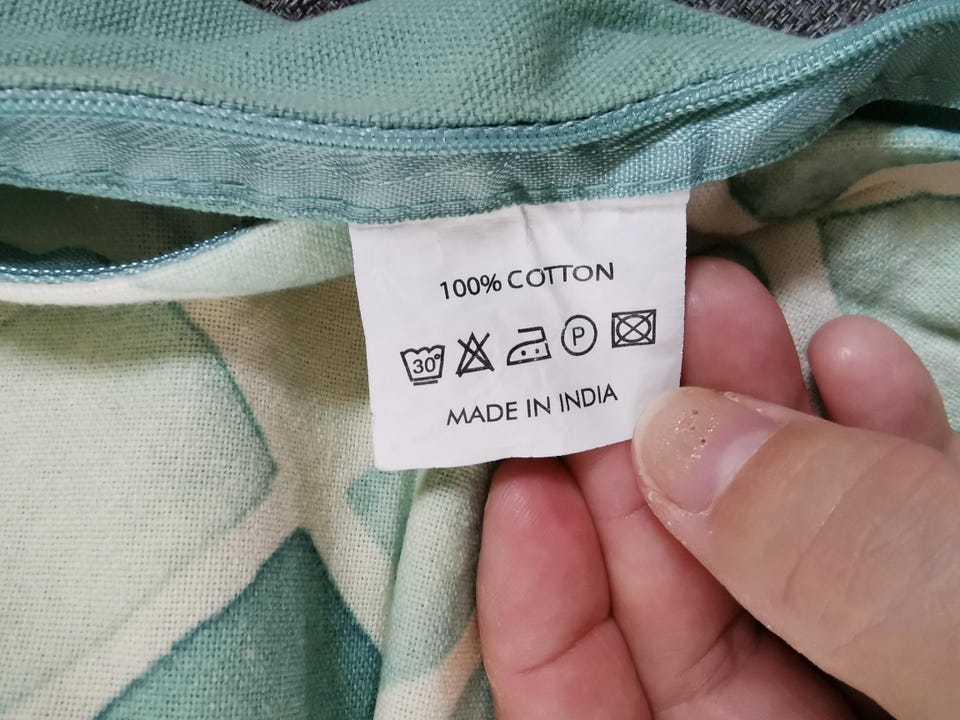 100% COTTON
30° P
MADE IN INDIA